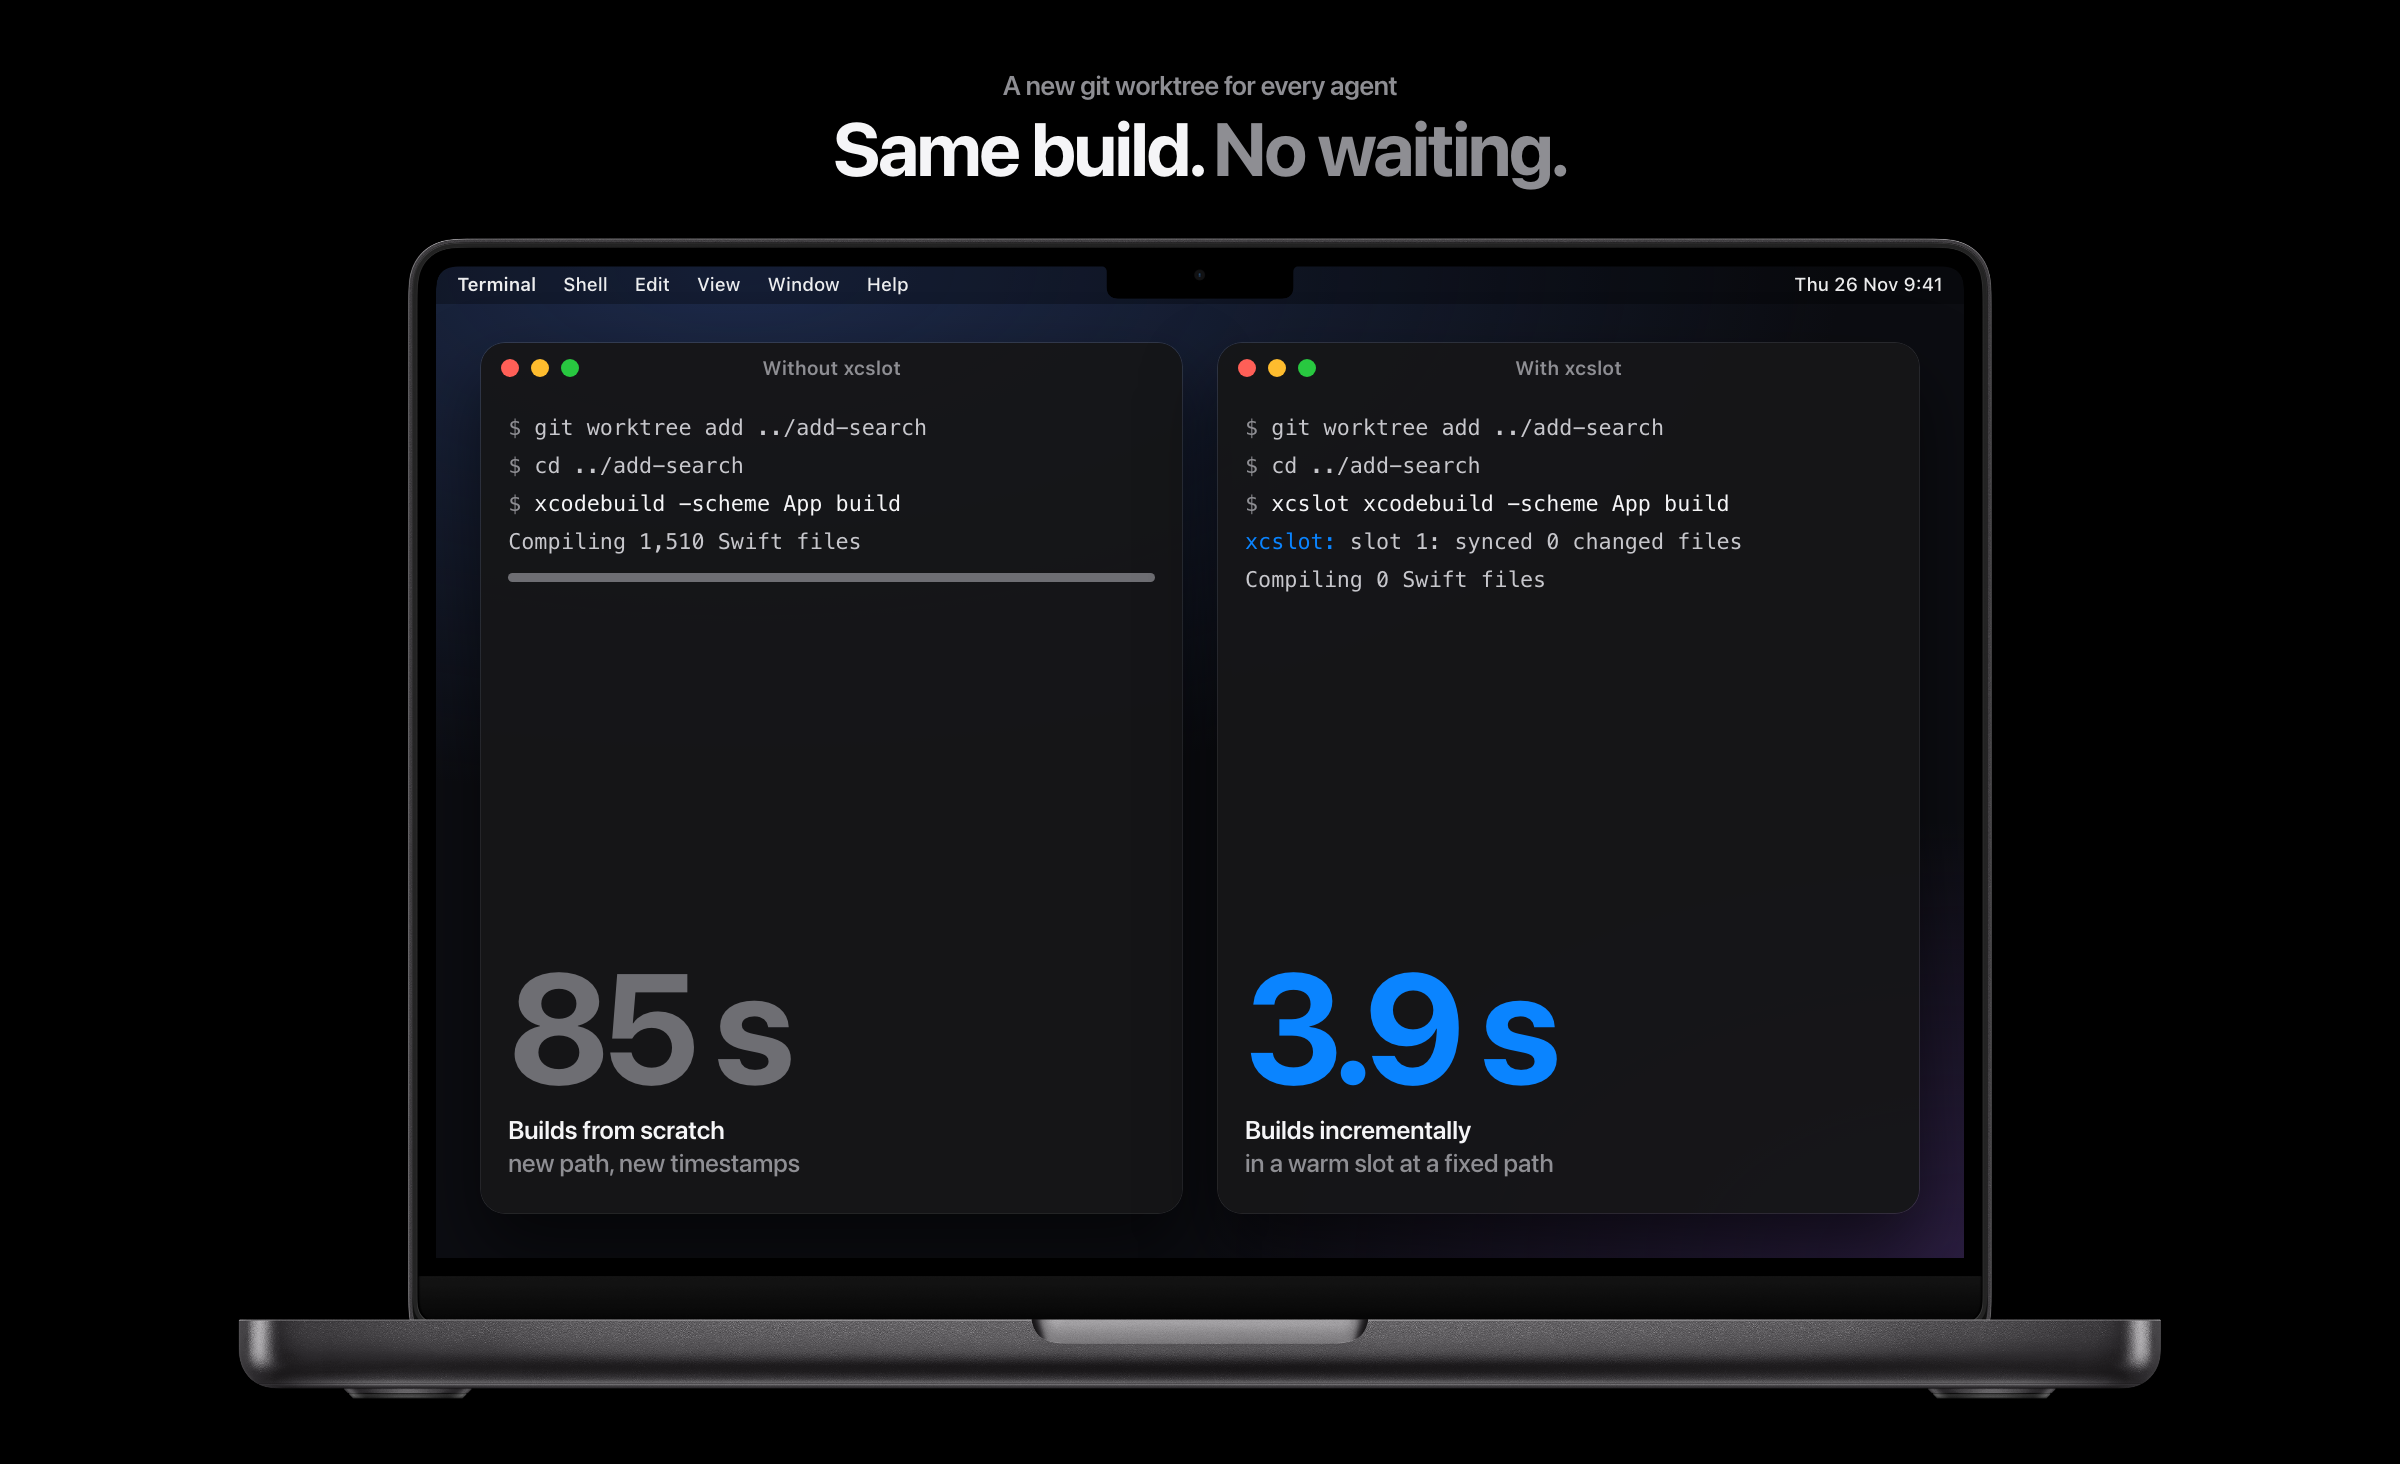 A new git worktree for every agent
Same build. No waiting.
Terminal Shell Edit View Window Help
Thu 26 Nov 9:41
Without xcslot
$ git worktree add ../add-search
$ cd ../add-search
$ xcodebuild -scheme App build
Compiling 1,510 Swift files
85 s
Builds from scratch
new path, new timestamps
With xcslot
$ git worktree add ../add-search
$ cd ../add-search
$ xcslot xcodebuild -scheme App build
xcslot: slot 1: synced 0 changed files
Compiling 0 Swift files
3.9 s
Builds incrementally
in a warm slot at a fixed path